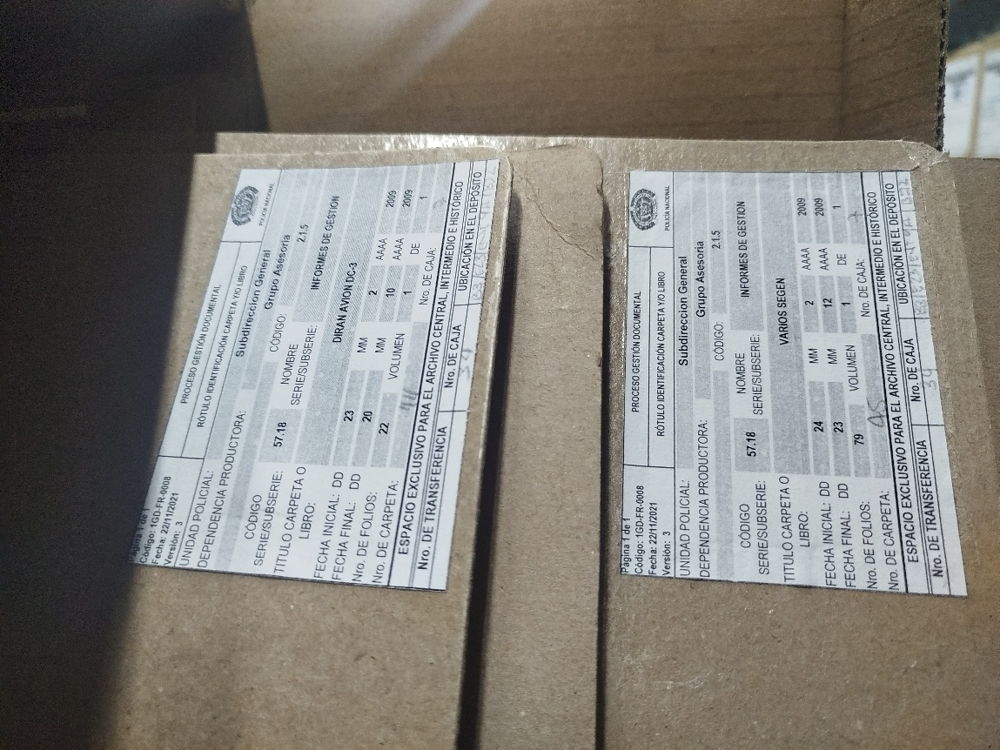 Página 1 de 1
PROCESO GESTIÓN DOCUMENTAL
Código: 1GD-FR-0008
Fecha: 22/11/2021
RÓTULO IDENTIFICACIÓN CARPETA Y/O LIBRO
Versión: 3
POLICÍA NACIONAL
UNIDAD POLICIAL: Subdireccion General
DEPENDENCIA PRODUCTORA: Grupo Asesoria
CÓDIGO: 2.1.5
CÓDIGO SERIE/SUBSERIE: 57.18 NOMBRE SERIE/SUBSERIE: INFORMES DE GESTION
TITULO CARPETA O LIBRO: DIRAN AVION DC-3
FECHA INICIAL: DD 23 MM 2 AAAA 2009
FECHA FINAL: DD 20 MM 10 AAAA 2009
Nro. DE FOLIOS: 22 VOLUMEN 1 DE 1
Nro. DE CARPETA: 44 Nro. DE CAJA: 7
ESPACIO EXCLUSIVO PARA EL ARCHIVO CENTRAL, INTERMEDIO E HISTÓRICO
Nro. DE TRANSFERENCIA Nro. DE CAJA UBICACIÓN EN EL DEPÓSITO
34
Página 1 de 1
PROCESO GESTIÓN DOCUMENTAL
Código: 1GD-FR-0008
Fecha: 22/11/2021
RÓTULO IDENTIFICACIÓN CARPETA Y/O LIBRO
Versión: 3
POLICÍA NACIONAL
UNIDAD POLICIAL: Subdireccion General
DEPENDENCIA PRODUCTORA: Grupo Asesoria
CÓDIGO: 2.1.5
CÓDIGO SERIE/SUBSERIE: 57.18 NOMBRE SERIE/SUBSERIE: INFORMES DE GESTION
TITULO CARPETA O LIBRO: VARIOS SEGEN
FECHA INICIAL: DD 24 MM 2 AAAA 2009
FECHA FINAL: DD 23 MM 12 AAAA 2009
Nro. DE FOLIOS: 79 VOLUMEN 1 DE 1
Nro. DE CARPETA: 45 Nro. DE CAJA: 7
ESPACIO EXCLUSIVO PARA EL ARCHIVO CENTRAL, INTERMEDIO E HISTÓRICO
Nro. DE TRANSFERENCIA Nro. DE CAJA UBICACIÓN EN EL DEPÓSITO
34